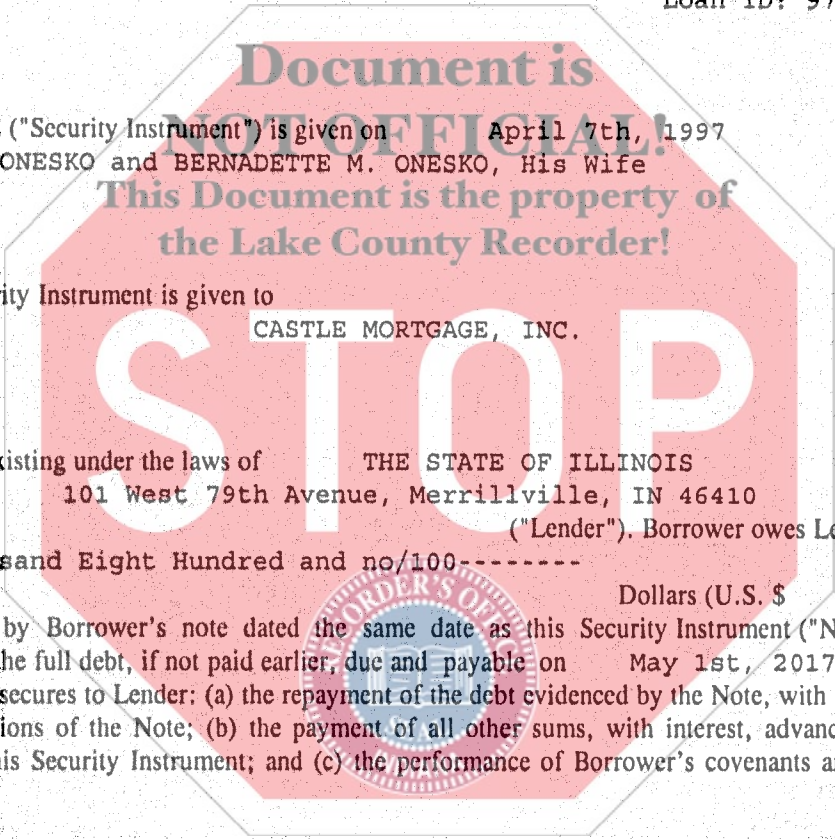 Loan ID: 97
Document is
("Security Instrument") is given on April 7th, 1997
NOT OFFICIAL!
ONESKO and BERNADETTE M. ONESKO, His Wife
This Document is the property of
the Lake County Recorder!
ity Instrument is given to
CASTLE MORTGAGE, INC.
STOP
xisting under the laws of THE STATE OF ILLINOIS
101 West 79th Avenue, Merrillville, IN 46410
("Lender"). Borrower owes Le
sand Eight Hundred and no/100--------
Dollars (U.S. $
by Borrower's note dated the same date as this Security Instrument ("N
he full debt, if not paid earlier, due and payable on May 1st, 2017
secures to Lender: (a) the repayment of the debt evidenced by the Note, with
ions of the Note; (b) the payment of all other sums, with interest, advanc
is Security Instrument; and (c) the performance of Borrower's covenants a